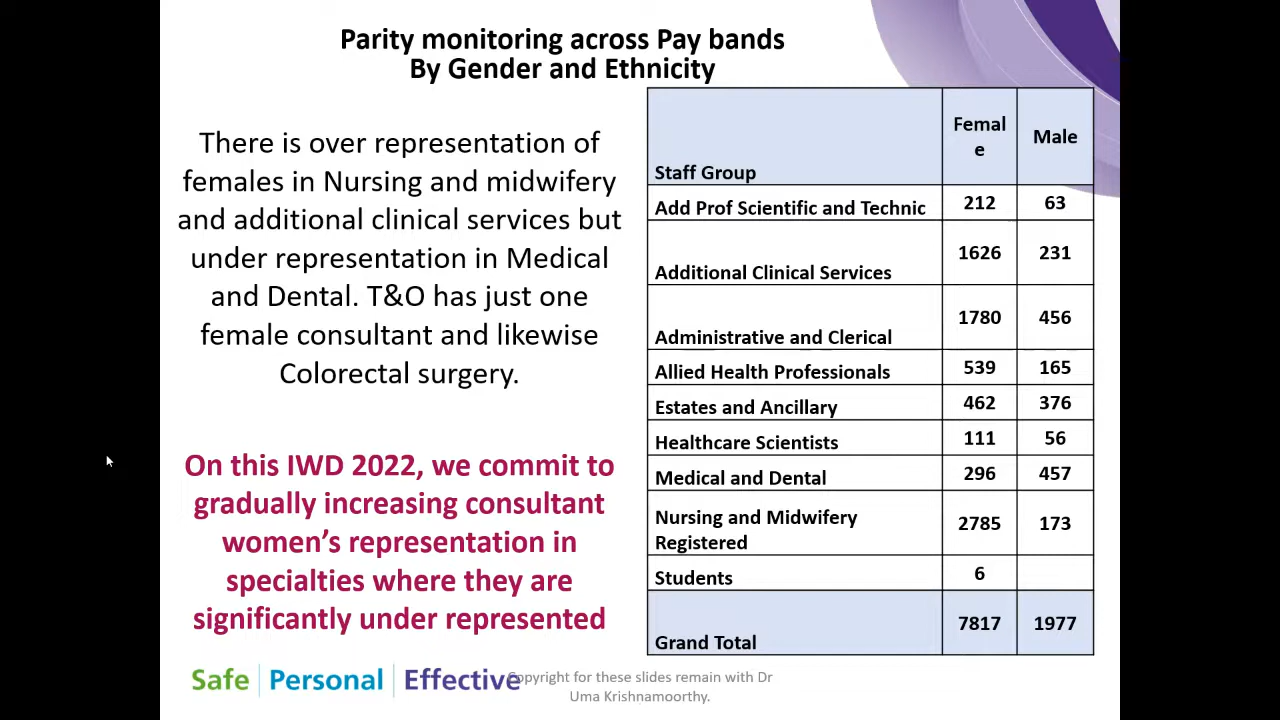 Parity monitoring across Pay bands
By Gender and Ethnicity
There is over representation of
females in Nursing and midwifery
and additional clinical services but
under representation in Medical
and Dental. T&O has just one
female consultant and likewise
Colorectal surgery.
On this IWD 2022, we commit to
gradually increasing consultant
women's representation in
specialties where they are
significantly under represented
Staff Group Femal
e Male
Add Prof Scientific and Technic 212 63
Additional Clinical Services 1626 231
Administrative and Clerical 1780 456
Allied Health Professionals 539 165
Estates and Ancillary 462 376
Healthcare Scientists 111 56
Medical and Dental 296 457
Nursing and Midwifery
Registered 2785 173
Students 6
Grand Total 7817 1977
Safe Personal Effective
Copyright for these slides remain with Dr
Uma Krishnamoorthy.